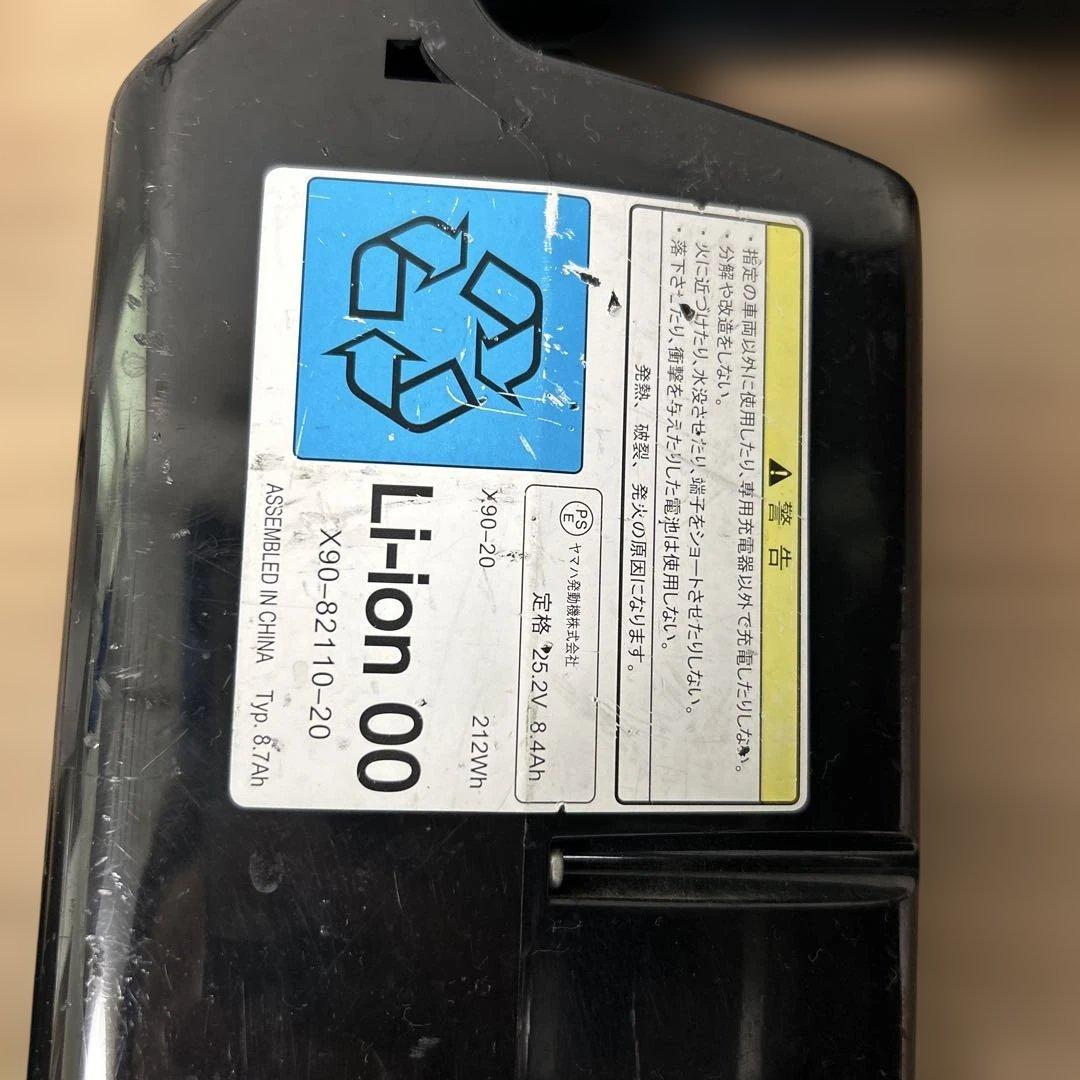 警告
・指定の車両以外に使用したり、専用充電器以外で充電したりしない。
・分解や改造をしない。
・火に近づけたり、水没させたり、端子をショートさせたりしない。
・落下させたり、衝撃を与えたりした電池は使用しない。
発熱、破裂、発火の原因になります。
PSE ヤマハ発動機株式会社
定格 25.2V 8.4Ah
X90-20 212Wh
Li-ion 00
X90-82110-20
ASSEMBLED IN CHINA Typ. 8.7Ah